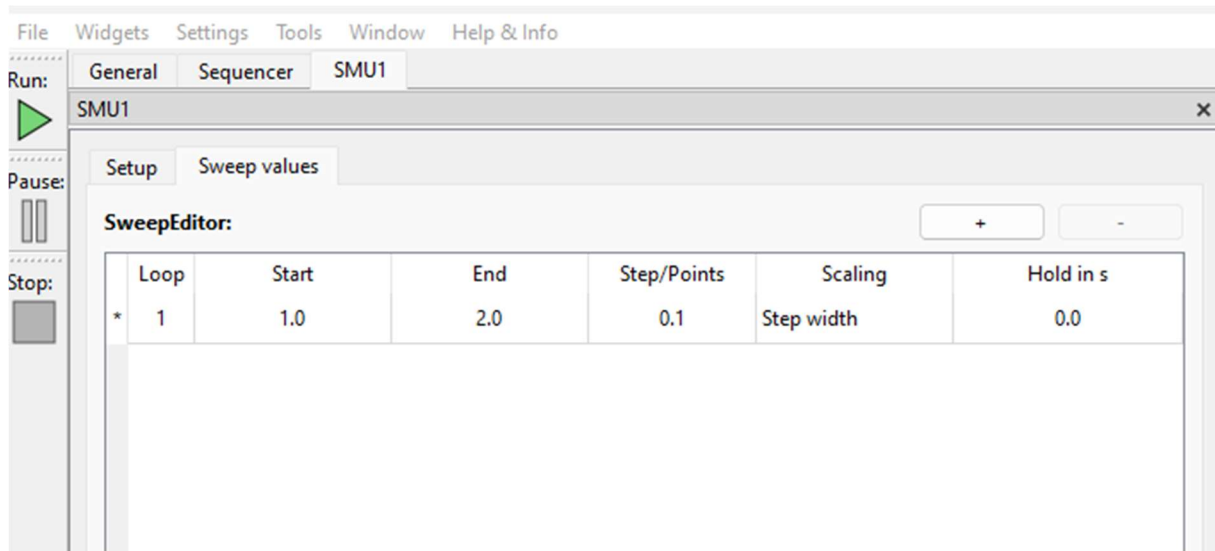 File Widgets Settings Tools Window Help & Info
Run:
General Sequencer SMU1
SMU1
Pause:
Setup Sweep values
SweepEditor: + -
Stop:
Loop Start End Step/Points Scaling Hold in s
* 1 1.0 2.0 0.1 Step width 0.0